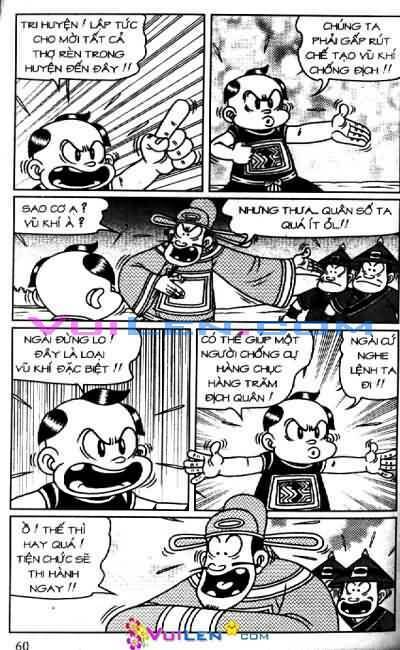 TRI HUYỆN! LẬP TỨC
CHO MỜI TẤT CẢ
THỢ RÈN TRONG
HUYỆN ĐẾN ĐÂY!!
CHÚNG TA
PHẢI GẤP RÚT
CHẾ TẠO VŨ KHÍ
CHỐNG ĐỊCH!!
SAO CƠ Ạ?
VŨ KHÍ À?
NHƯNG THƯA... QUÂN SỐ TA
QUÁ ÍT ỎI..!!
VUILEN.COM
NGÀI ĐỪNG LO!
ĐÂY LÀ LOẠI
VŨ KHÍ ĐẶC BIỆT!!
CÓ THỂ GIÚP MỘT
NGƯỜI CHỐNG CỰ
HÀNG CHỤC
HÀNG TRĂM
ĐỊCH QUÂN!
NGÀI CỨ
NGHE
LỆNH TA
ĐI!!
Ồ! THẾ THÌ
HAY QUÁ!
TIỆN CHỨC SẼ
THI HÀNH
NGAY!!
60
VUILEN.COM